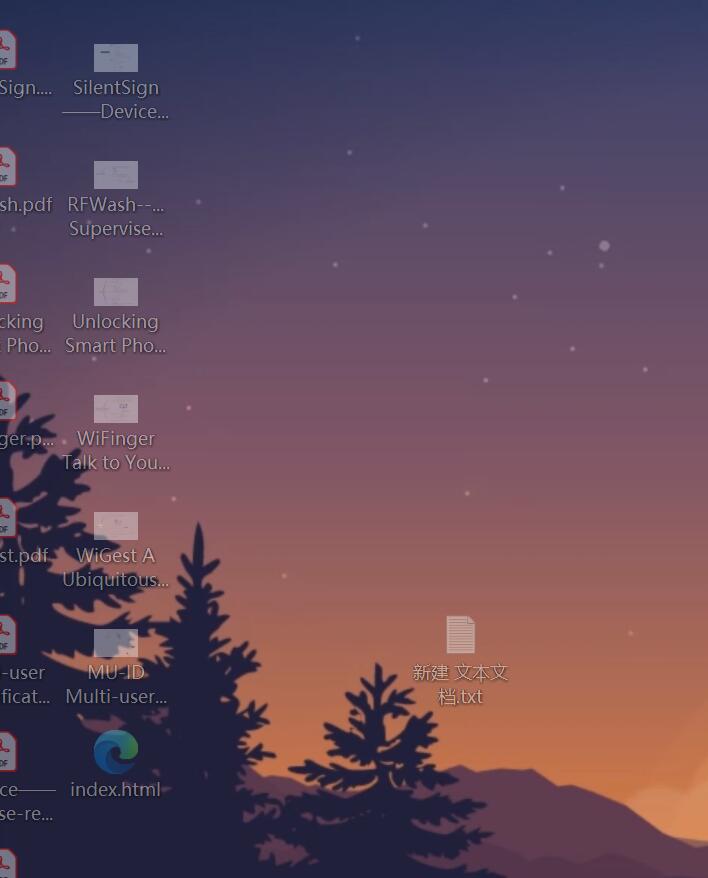 Sign....
SilentSign
——Device...
sh.pdf
RFWash--...
Supervise...
cking
Pho...
Unlocking
Smart Pho...
ger.p...
WiFinger
Talk to You...
st.pdf
WiGest A
Ubiquitous...
-user
ficat...
MU-ID
Multi-user...
新建 文本文
档.txt
ce——
se-re...
index.html